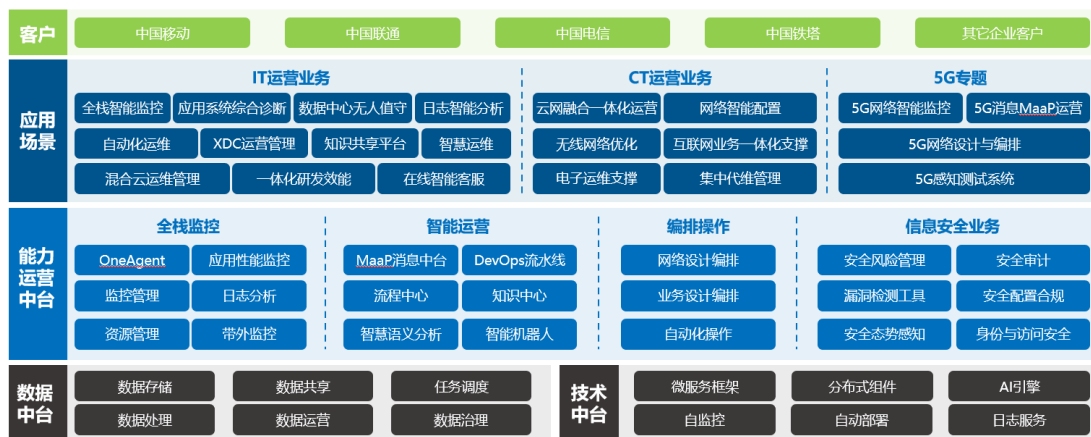 客户
中国移动 中国联通 中国电信 中国铁塔 其它企业客户
应用
场景
IT运营业务 CT运营业务 5G专题
全栈智能监控 应用系统综合诊断 数据中心无人值守 日志智能分析 云网融合一体化运营 网络智能配置 5G网络智能监控 5G消息MaaP运营
自动化运维 XDC运营管理 知识共享平台 智慧运维 无线网络优化 互联网业务一体化支撑 5G网络设计与编排
混合云运维管理 一体化研发效能 在线智能客服 电子运维支撑 集中代维管理 5G感知测试系统
能力
运营
中台
全栈监控 智能运营 编排操作 信息安全业务
OneAgent 应用性能监控 MaaP消息中台 DevOps流水线 网络设计编排 安全风险管理 安全审计
监控管理 日志分析 流程中心 知识中心 业务设计编排 漏洞检测工具 安全配置合规
资源管理 带外监控 智慧语义分析 智能机器人 自动化操作 安全态势感知 身份与访问安全
数据
中台
数据存储 数据共享 任务调度
数据处理 数据运营 数据治理
技术
中台
微服务框架 分布式组件 AI引擎
自监控 自动部署 日志服务